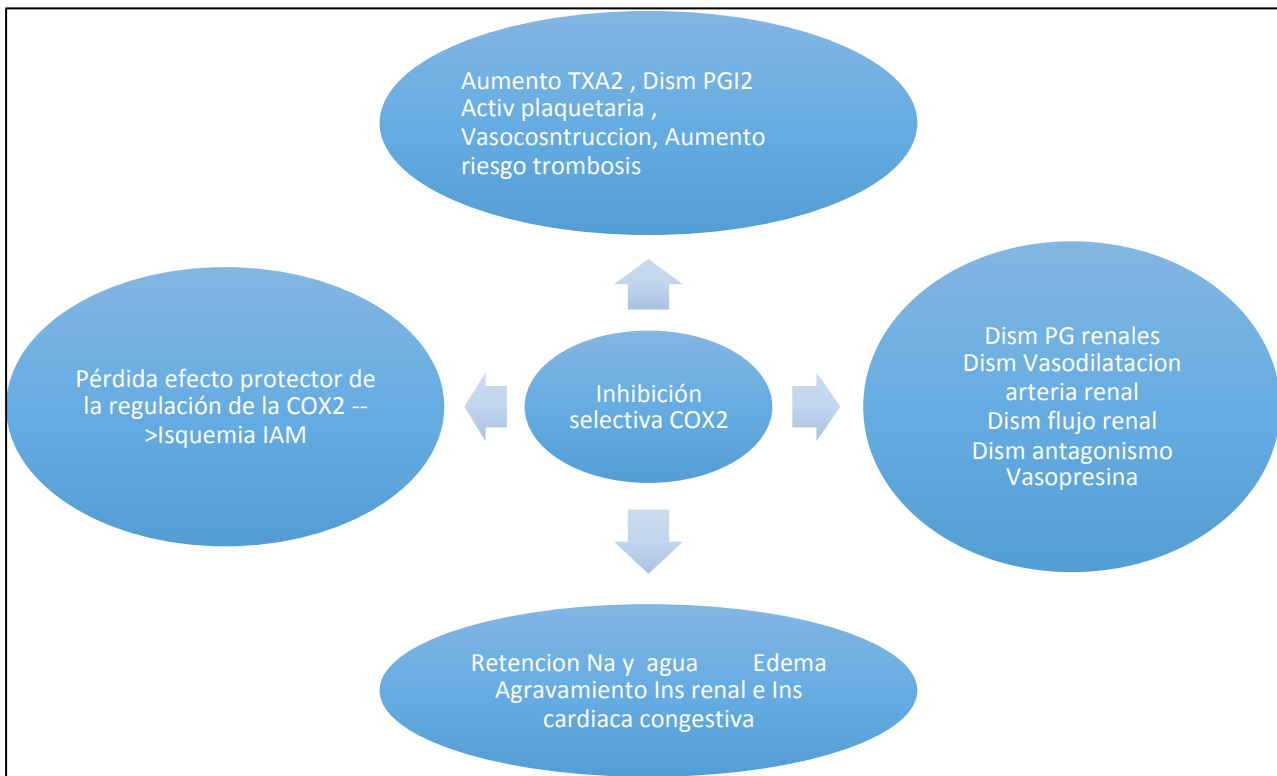 Aumento TXA2 , Dism PGI2
Activ plaquetaria ,
Vasocosntruccion, Aumento
riesgo trombosis
Pérdida efecto protector de
la regulación de la COX2 --
>Isquemia IAM
Inhibición
selectiva COX2
Dism PG renales
Dism Vasodilatacion
arteria renal
Dism flujo renal
Dism antagonismo
Vasopresina
Retencion Na y  agua        Edema
Agravamiento Ins renal e Ins
cardiaca congestiva